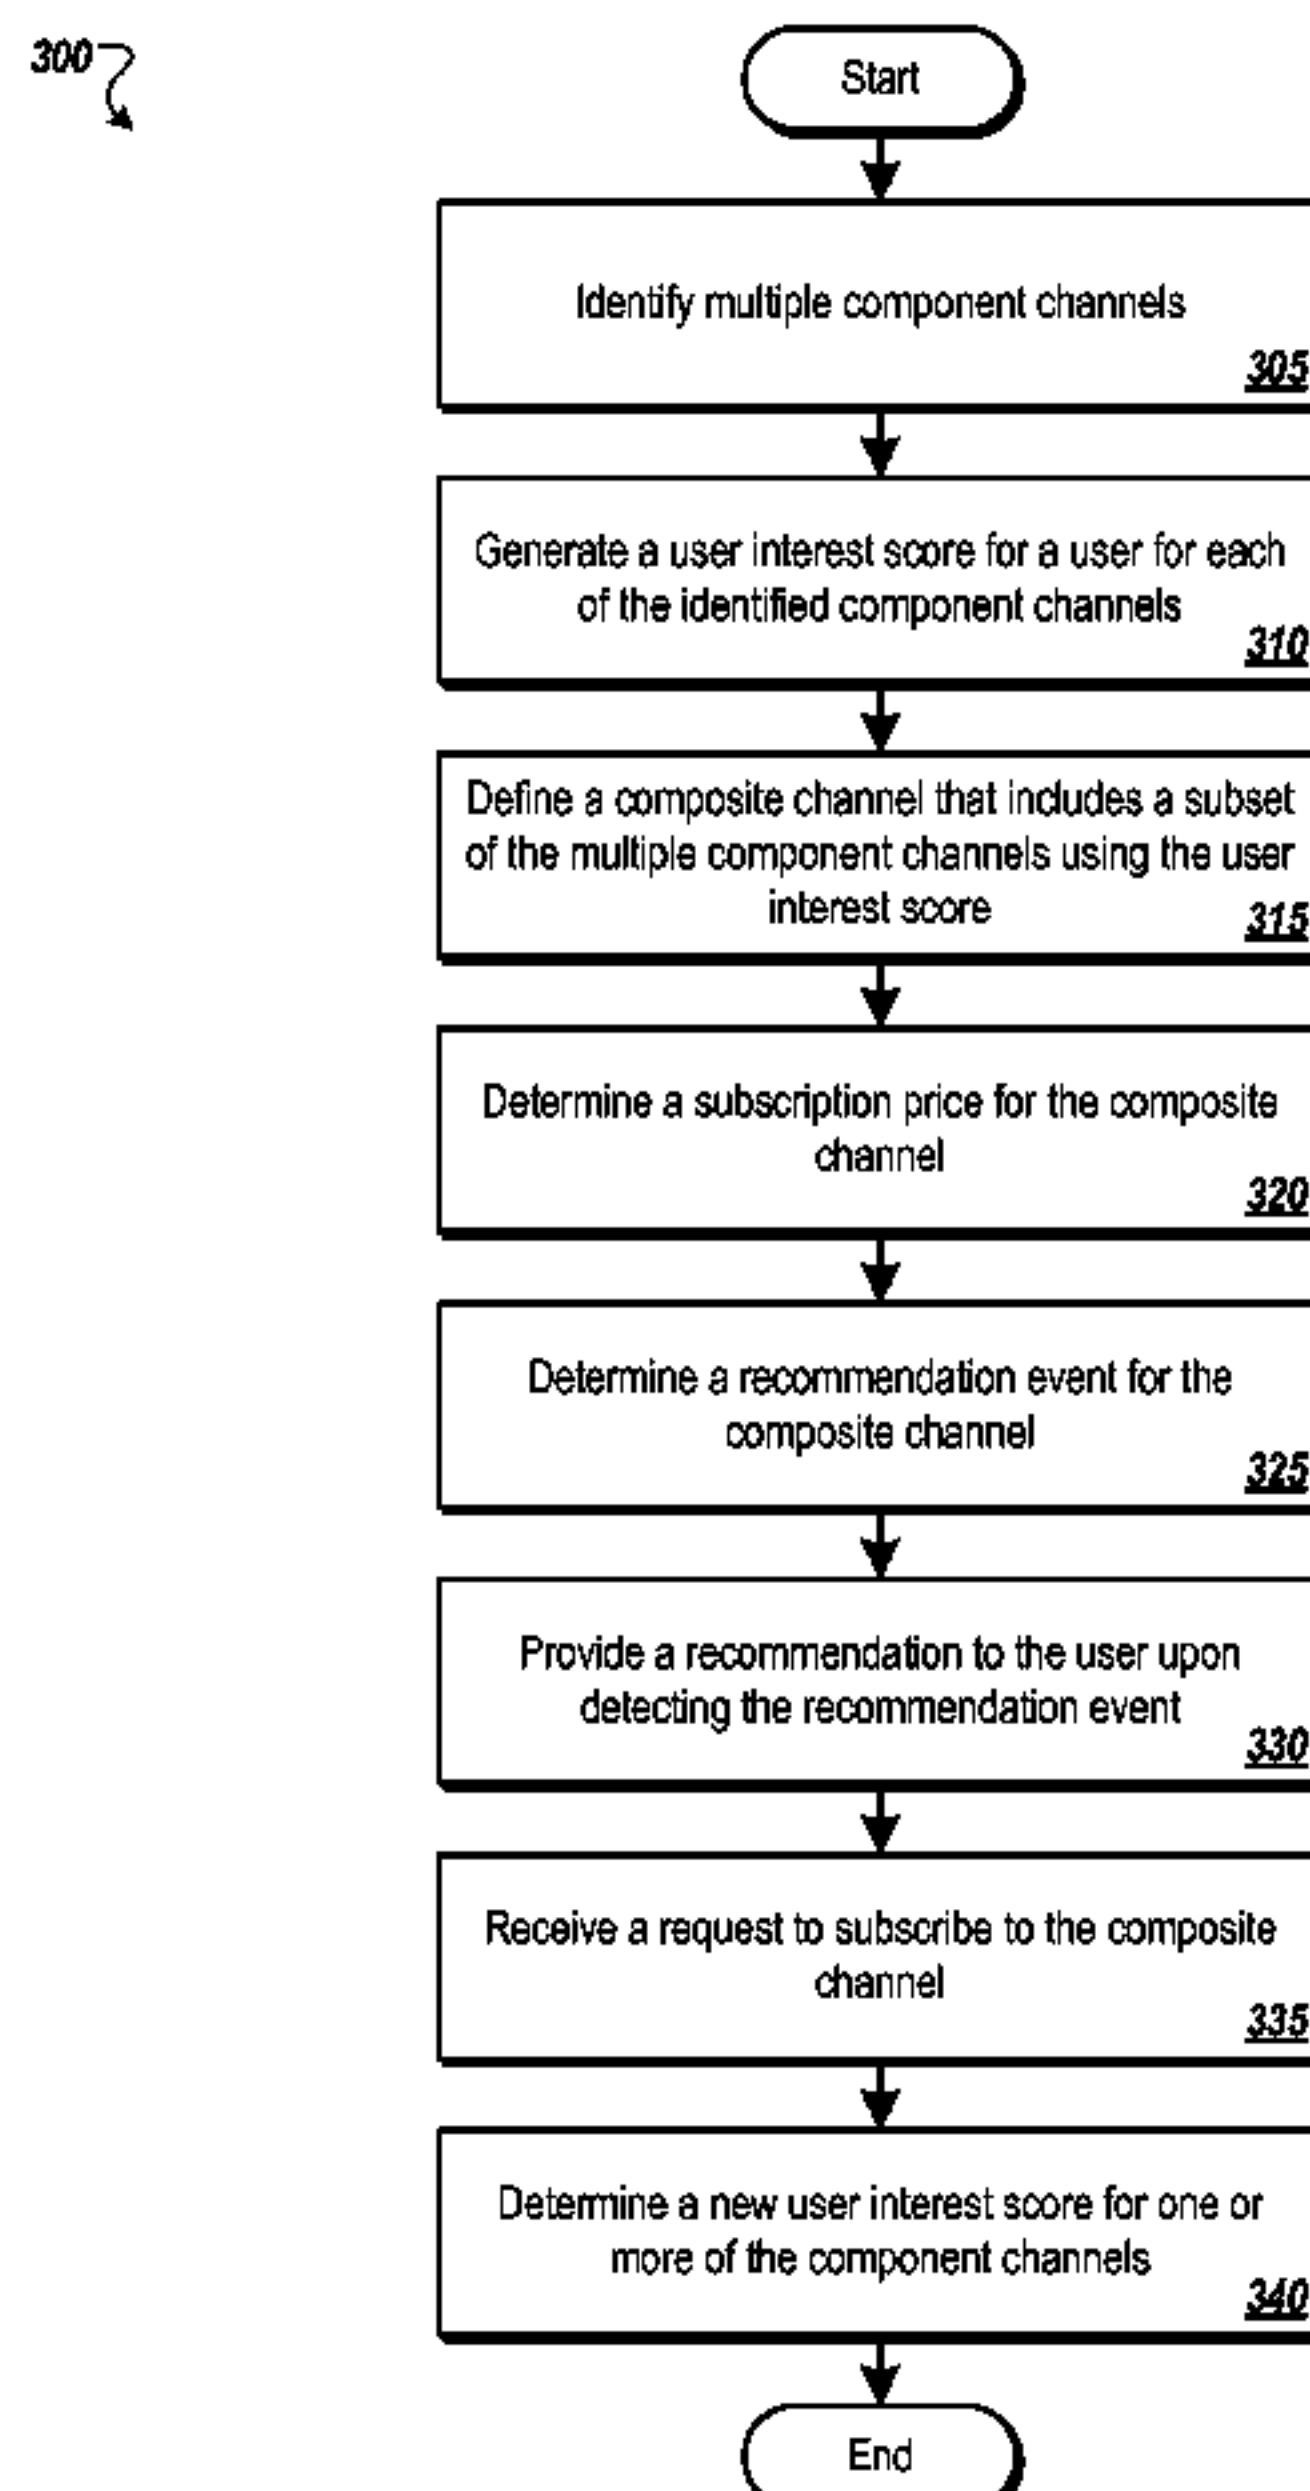 300
Start
Identify multiple component channels
305
Generate a user interest score for a user for each
of the identified component channels
310
Define a composite channel that includes a subset
of the multiple component channels using the user
interest score
315
Determine a subscription price for the composite
channel
320
Determine a recommendation event for the
composite channel
325
Provide a recommendation to the user upon
detecting the recommendation event
330
Receive a request to subscribe to the composite
channel
335
Determine a new user interest score for one or
more of the component channels
340
End